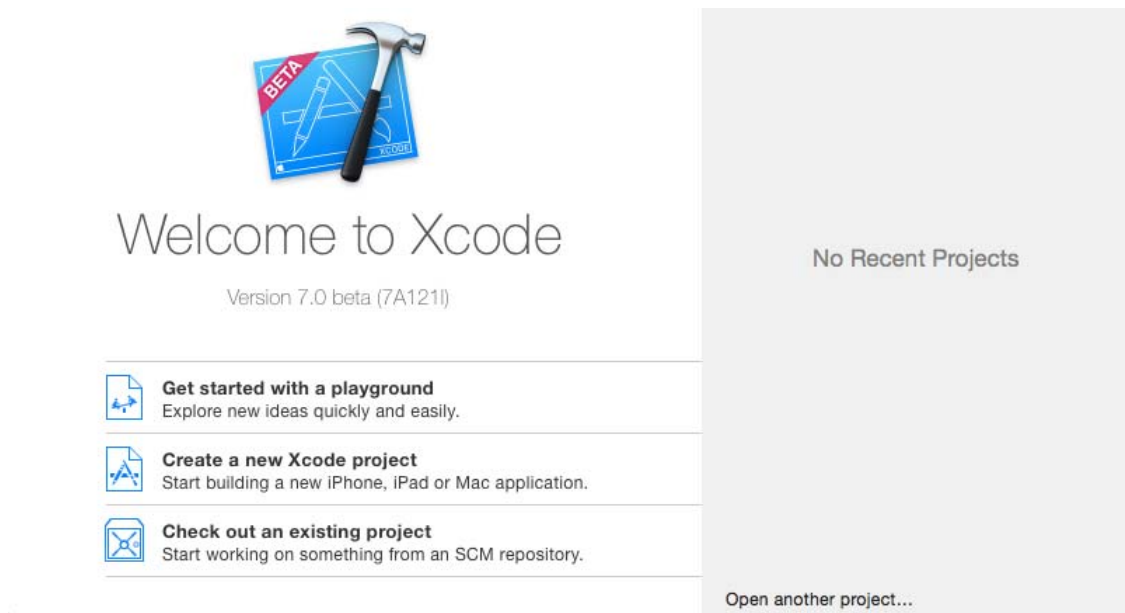 BETA
XCODE
Welcome to Xcode
Version 7.0 beta (7A121l)
Get started with a playground
Explore new ideas quickly and easily.
Create a new Xcode project
Start building a new iPhone, iPad or Mac application.
Check out an existing project
Start working on something from an SCM repository.
No Recent Projects
Open another project...